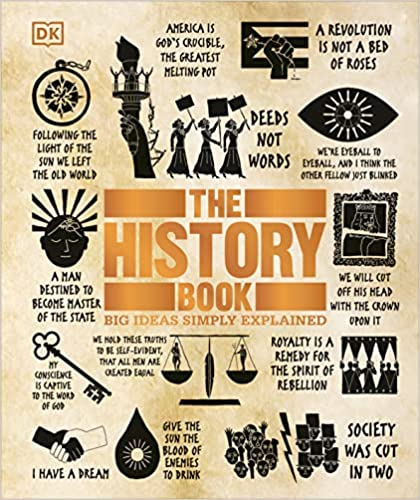 DK
AMERICA IS
GOD'S CRUCIBLE,
THE GREATEST
MELTING POT
A REVOLUTION
IS NOT A BED
OF ROSES
FOLLOWING THE
LIGHT OF THE
SUN WE LEFT
THE OLD WORLD
DEEDS
NOT
WORDS
WE'RE EYEBALL TO
EYEBALL, AND I THINK THE
OTHER FELLOW JUST BLINKED
THE
HISTORY
BOOK
BIG IDEAS SIMPLY EXPLAINED
A MAN
DESTINED TO
BECOME MASTER
OF THE STATE
WE WILL CUT
OFF HIS HEAD
WITH THE CROWN
UPON IT
MY
CONSCIENCE IS
CAPTIVE TO
THE WORD
OF GOD
WE HOLD THESE TRUTHS
TO BE SELF-EVIDENT,
THAT ALL MEN ARE
CREATED EQUAL
ROYALTY IS A
REMEDY FOR
THE SPIRIT OF
REBELLION
I HAVE A DREAM
GIVE THE
SUN THE
BLOOD OF
ENEMIES
TO DRINK
SOCIETY
WAS CUT
IN TWO